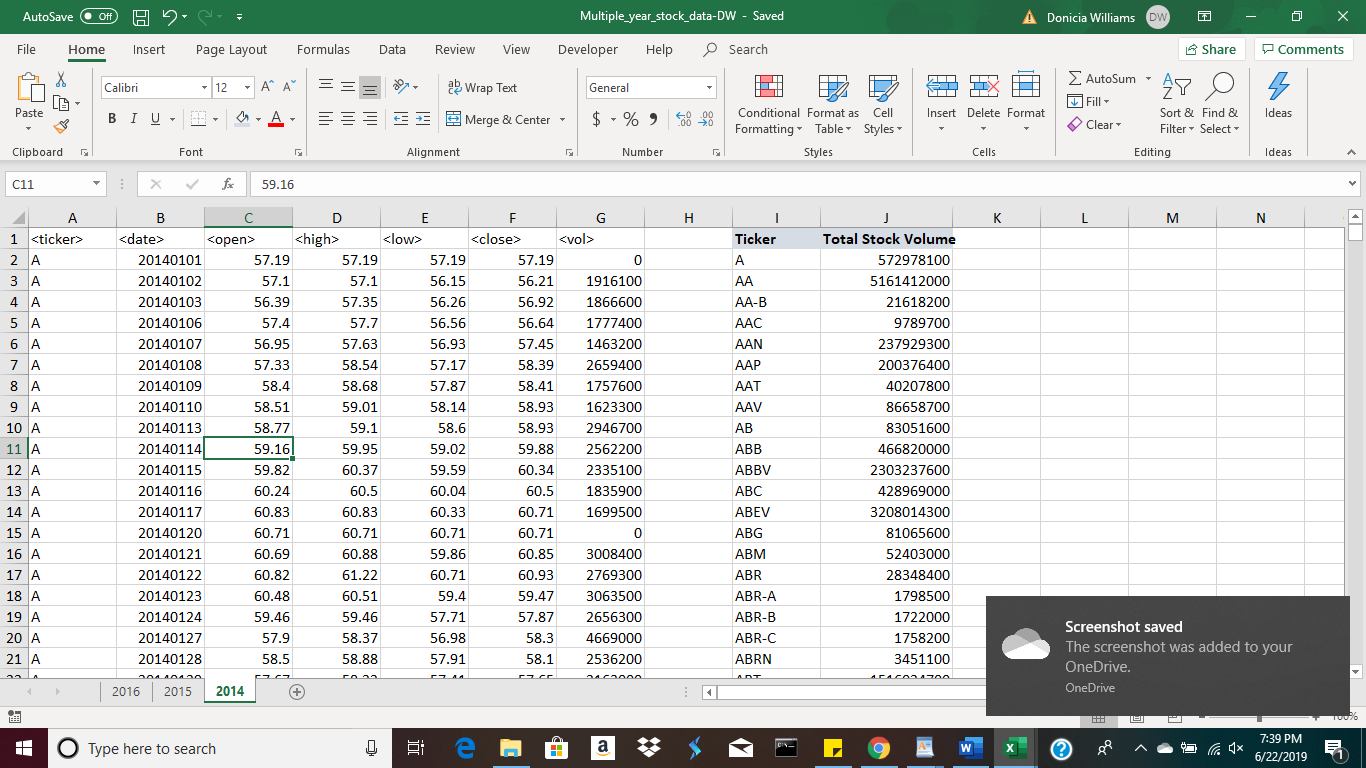 AutoSave Off Multiple_year_stock_data-DW - Saved Donicia Williams DW
File Home Insert Page Layout Formulas Data Review View Developer Help Search Share Comments
Paste
Clipboard
Calibri 12
B I U A
Font
Wrap Text
Merge & Center
Alignment
General
$ % 9
Number
Conditional Formatting Format as Table Cell Styles
Styles
Insert Delete Format
Cells
AutoSum
Fill
Clear
Sort & Filter Find & Select
Editing
Ideas
Ideas
C11 fx 59.16
A B C D E F G H I J K L M N
1 <ticker> <date> <open> <high> <low> <close> <vol> Ticker Total Stock Volume
2 A 20140101 57.19 57.19 57.19 57.19 0 A 572978100
3 A 20140102 57.1 57.1 56.15 56.21 1916100 AA 5161412000
4 A 20140103 56.39 57.35 56.26 56.92 1866600 AA-B 21618200
5 A 20140106 57.4 57.7 56.56 56.64 1777400 AAC 9789700
6 A 20140107 56.95 57.63 56.93 57.45 1463200 AAN 237929300
7 A 20140108 57.33 58.54 57.17 58.39 2659400 AAP 200376400
8 A 20140109 58.4 58.68 57.87 58.41 1757600 AAT 40207800
9 A 20140110 58.51 59.01 58.14 58.93 1623300 AAV 86658700
10 A 20140113 58.77 59.1 58.6 58.93 2946700 AB 83051600
11 A 20140114 59.16 59.95 59.02 59.88 2562200 ABB 466820000
12 A 20140115 59.82 60.37 59.59 60.34 2335100 ABBV 2303237600
13 A 20140116 60.24 60.5 60.04 60.5 1835900 ABC 428969000
14 A 20140117 60.83 60.83 60.33 60.71 1699500 ABEV 3208014300
15 A 20140120 60.71 60.71 60.71 60.71 0 ABG 81065600
16 A 20140121 60.69 60.88 59.86 60.85 3008400 ABM 52403000
17 A 20140122 60.82 61.22 60.71 60.93 2769300 ABR 28348400
18 A 20140123 60.48 60.51 59.4 59.47 3063500 ABR-A 1798500
19 A 20140124 59.46 59.46 57.71 57.87 2656300 ABR-B 1722000
20 A 20140127 57.9 58.37 56.98 58.3 4669000 ABR-C 1758200
21 A 20140128 58.5 58.88 57.91 58.1 2536200 ABRN 3451100
Screenshot saved
The screenshot was added to your
OneDrive.
OneDrive
2016 2015 2014
100%
Type here to search
7:39 PM
6/22/2019
1